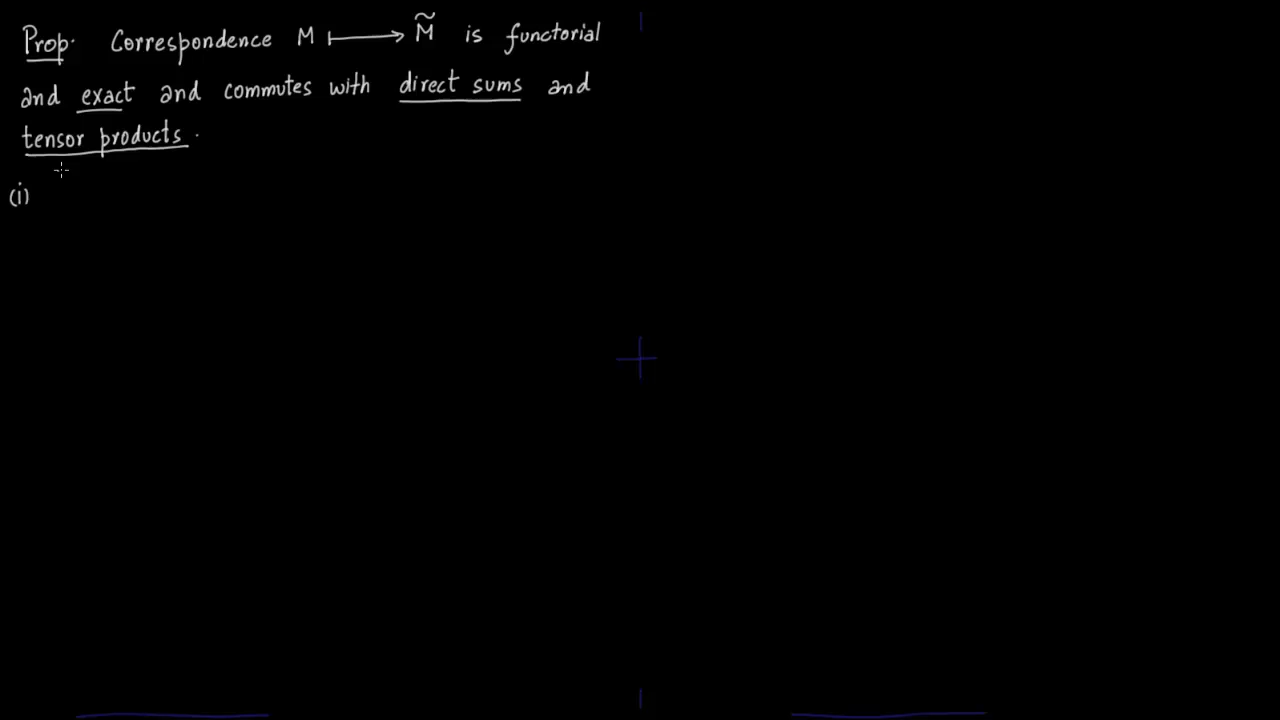 Prop. Correspondence M ⟼ M̃ is functorial
and exact and commutes with direct sums and
tensor products.
(i)